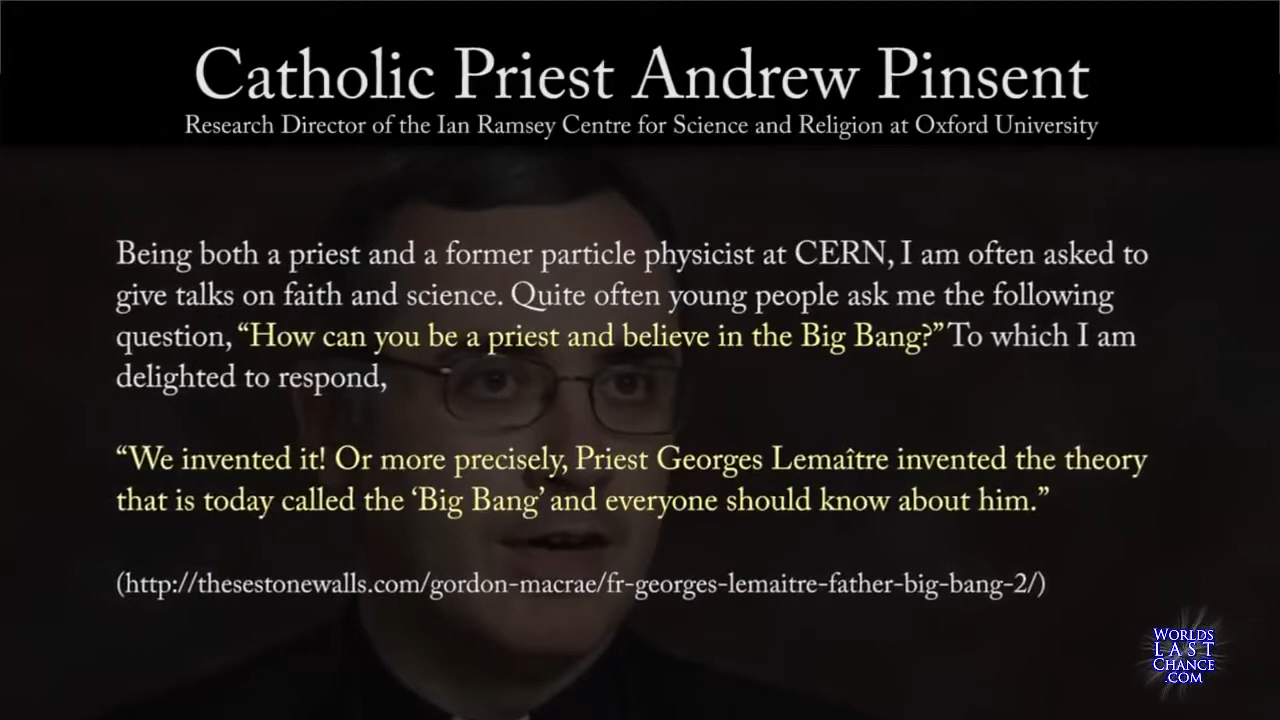 Catholic Priest Andrew Pinsent
Research Director of the Ian Ramsey Centre for Science and Religion at Oxford University
Being both a priest and a former particle physicist at CERN, I am often asked to
give talks on faith and science. Quite often young people ask me the following
question, “How can you be a priest and believe in the Big Bang?” To which I am
delighted to respond,
“We invented it! Or more precisely, Priest Georges Lemaître invented the theory
that is today called the ‘Big Bang’ and everyone should know about him.”
(http://thesestonewalls.com/gordon-macrae/fr-georges-lemaitre-father-big-bang-2/)
WORLDS
LAST
CHANCE
.COM